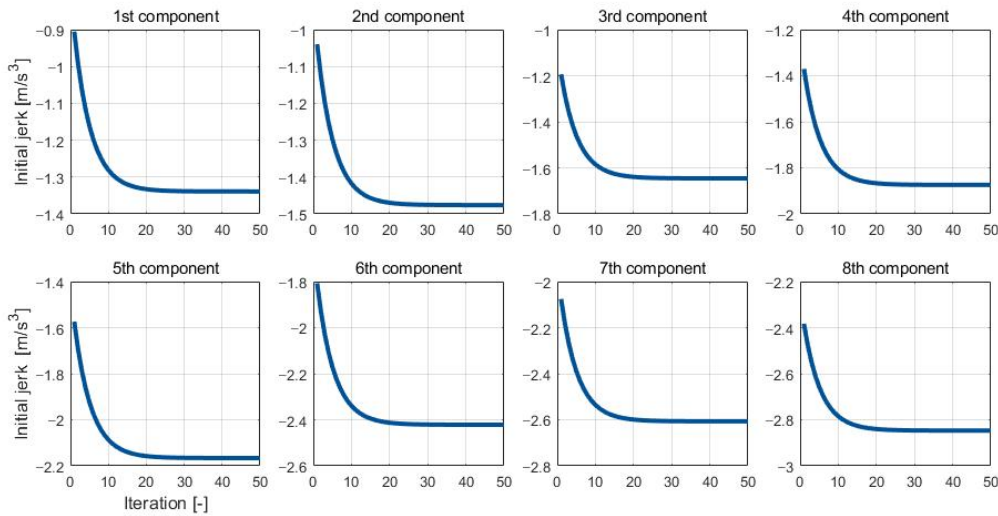 1st component
2nd component
3rd component
4th component
Initial jerk [m/s³]
−0.9
−1
−1.1
−1.2
−1.3
−1.4
0 10 20 30 40 50
−1
−1.1
−1.2
−1.3
−1.4
−1.5
0 10 20 30 40 50
−1
−1.2
−1.4
−1.6
−1.8
0 10 20 30 40 50
−1.2
−1.4
−1.6
−1.8
−2
0 10 20 30 40 50
5th component
6th component
7th component
8th component
Initial jerk [m/s³]
−1.4
−1.6
−1.8
−2
−2.2
0 10 20 30 40 50
−1.8
−2
−2.2
−2.4
−2.6
0 10 20 30 40 50
−2
−2.2
−2.4
−2.6
−2.8
0 10 20 30 40 50
−2.2
−2.4
−2.6
−2.8
−3
0 10 20 30 40 50
Iteration [-]